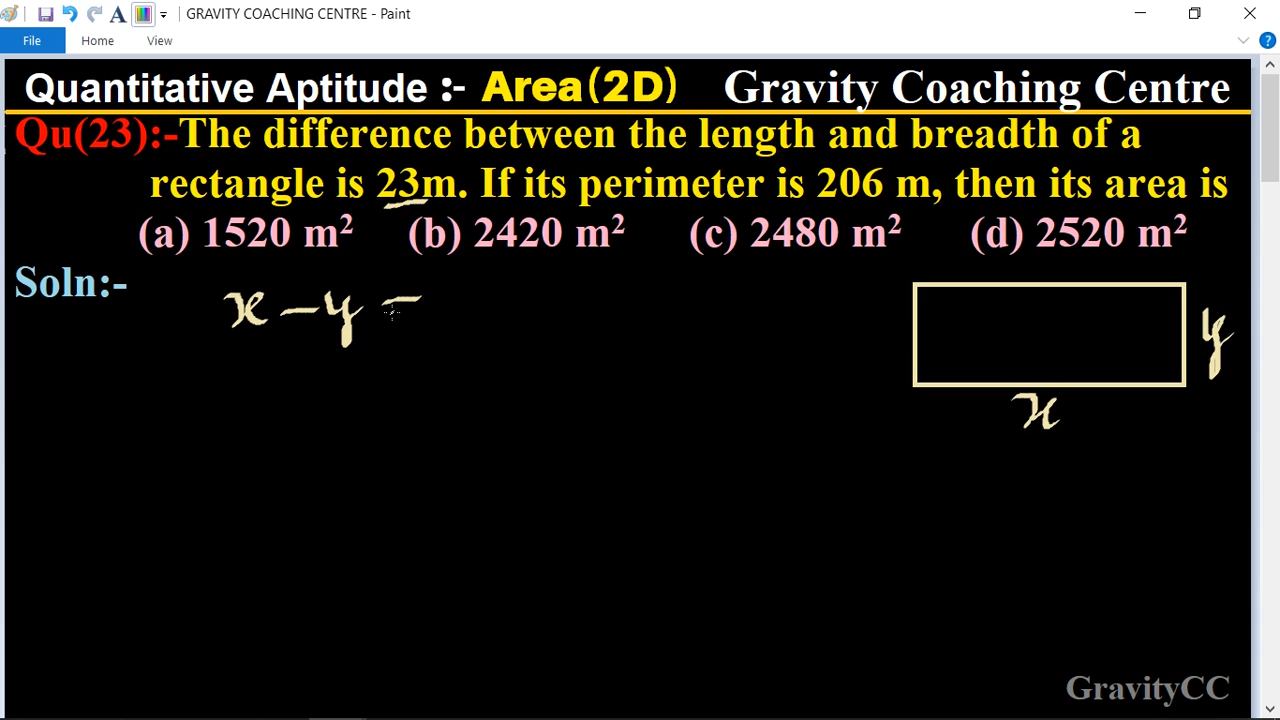 GRAVITY COACHING CENTRE - Paint
File Home View
Quantitative Aptitude :- Area(2D) Gravity Coaching Centre
Qu(23):-The difference between the length and breadth of a
rectangle is 23m. If its perimeter is 206 m, then its area is
(a) 1520 m² (b) 2420 m² (c) 2480 m² (d) 2520 m²
Soln:-
x - y -
y
x
GravityCC